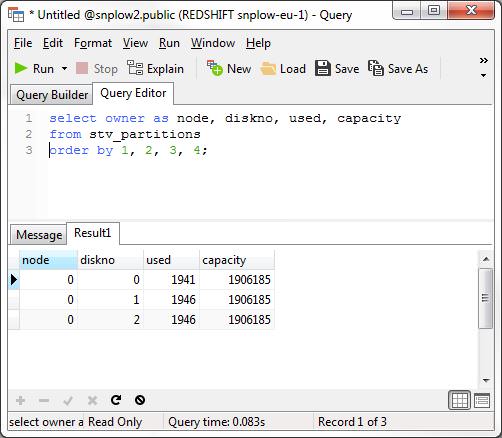 * Untitled @snplow2.public (REDSHIFT snplow-eu-1) - Query
File Edit Format View Run Window Help
Run Stop Explain New Load Save Save As
Query Builder Query Editor
1 select owner as node, diskno, used, capacity
2 from stv_partitions
3 order by 1, 2, 3, 4;
Message Result1
node diskno used capacity
0 0 1941 1906185
0 1 1946 1906185
0 2 1946 1906185
select owner a Read Only Query time: 0.083s Record 1 of 3